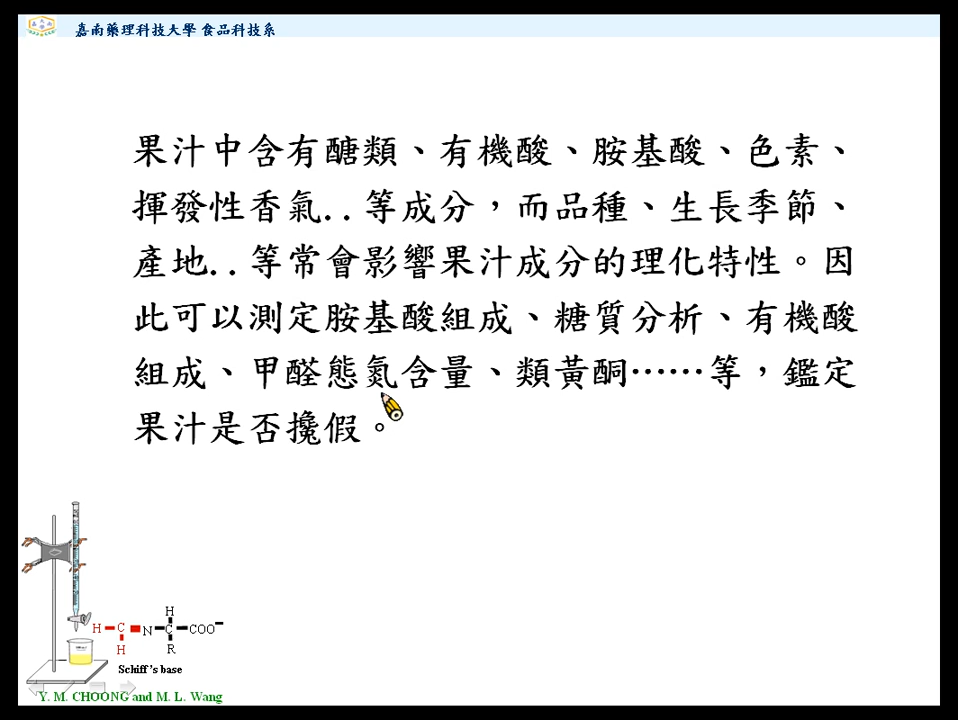 嘉南藥理科技大學 食品科技系
果汁中含有醣類、有機酸、胺基酸、色素、
揮發性香氣..等成分，而品種、生長季節、
產地..等常會影響果汁成分的理化特性。因
此可以測定胺基酸組成、糖質分析、有機酸
組成、甲醛態氮含量、類黃酮……等，鑑定
果汁是否攙假。
H
H C N C COO−
H R
Schiff's base
Y. M. CHOONG and M. L. Wang